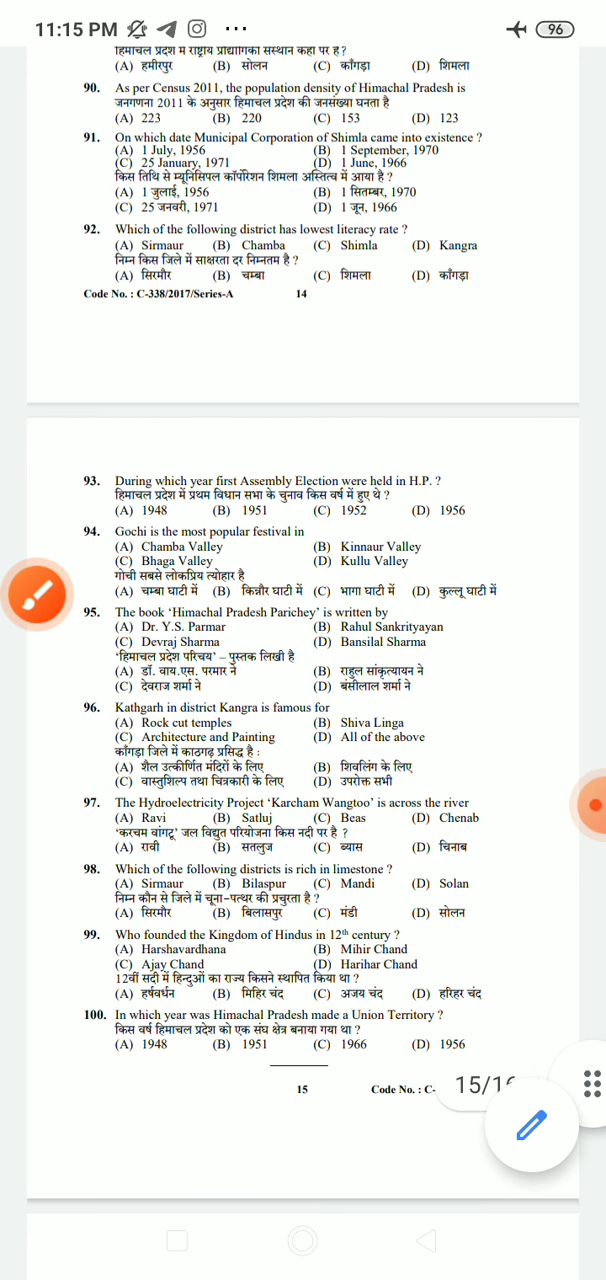 11:15 PM ... 96
हिमाचल प्रदेश में राष्ट्रीय प्रौद्योगिकी संस्थान कहाँ पर है ?
(A) हमीरपुर (B) सोलन (C) काँगड़ा (D) शिमला
90. As per Census 2011, the population density of Himachal Pradesh is
जनगणना 2011 के अनुसार हिमाचल प्रदेश की जनसंख्या घनता है
(A) 223 (B) 220 (C) 153 (D) 123
91. On which date Municipal Corporation of Shimla came into existence ?
(A) 1 July, 1956 (B) 1 September, 1970
(C) 25 January, 1971 (D) 1 June, 1966
किस तिथि से म्यूनिसिपल कॉर्पोरेशन शिमला अस्तित्व में आया है ?
(A) 1 जुलाई, 1956 (B) 1 सितम्बर, 1970
(C) 25 जनवरी, 1971 (D) 1 जून, 1966
92. Which of the following district has lowest literacy rate ?
(A) Sirmaur (B) Chamba (C) Shimla (D) Kangra
निम्न किस जिले में साक्षरता दर निम्नतम है ?
(A) सिरमौर (B) चम्बा (C) शिमला (D) काँगड़ा
Code No. : C-338/2017/Series-A 14
93. During which year first Assembly Election were held in H.P. ?
हिमाचल प्रदेश में प्रथम विधान सभा के चुनाव किस वर्ष में हुए थे ?
(A) 1948 (B) 1951 (C) 1952 (D) 1956
94. Gochi is the most popular festival in
(A) Chamba Valley (B) Kinnaur Valley
(C) Bhaga Valley (D) Kullu Valley
गोची सबसे लोकप्रिय त्योहार है
(A) चम्बा घाटी में (B) किन्नौर घाटी में (C) भागा घाटी में (D) कुल्लू घाटी में
95. The book ‘Himachal Pradesh Parichey’ is written by
(A) Dr. Y.S. Parmar (B) Rahul Sankrityayan
(C) Devraj Sharma (D) Bansilal Sharma
‘हिमाचल प्रदेश परिचय’ – पुस्तक लिखी है
(A) डॉ. वाय.एस. परमार ने (B) राहुल सांकृत्यायन ने
(C) देवराज शर्मा ने (D) बंसीलाल शर्मा ने
96. Kathgarh in district Kangra is famous for
(A) Rock cut temples (B) Shiva Linga
(C) Architecture and Painting (D) All of the above
काँगड़ा जिले में काठगढ़ प्रसिद्ध है :
(A) शैल उत्कीर्णित मंदिरों के लिए (B) शिवलिंग के लिए
(C) वास्तुशिल्प तथा चित्रकारी के लिए (D) उपरोक्त सभी
97. The Hydroelectricity Project ‘Karcham Wangtoo’ is across the river
(A) Ravi (B) Satluj (C) Beas (D) Chenab
‘करचम वांगटू’ जल विद्युत परियोजना किस नदी पर है ?
(A) रावी (B) सतलुज (C) ब्यास (D) चिनाब
98. Which of the following districts is rich in limestone ?
(A) Sirmaur (B) Bilaspur (C) Mandi (D) Solan
निम्न कौन से जिले में चूना-पत्थर की प्रचुरता है ?
(A) सिरमौर (B) बिलासपुर (C) मंडी (D) सोलन
99. Who founded the Kingdom of Hindus in 12th century ?
(A) Harshavardhana (B) Mihir Chand
(C) Ajay Chand (D) Harihar Chand
12वीं सदी में हिन्दुओं का राज्य किसने स्थापित किया था ?
(A) हर्षवर्धन (B) मिहिर चंद (C) अजय चंद (D) हरिहर चंद
100. In which year was Himachal Pradesh made a Union Territory ?
किस वर्ष हिमाचल प्रदेश को एक संघ क्षेत्र बनाया गया था ?
(A) 1948 (B) 1951 (C) 1966 (D) 1956
15 Code No. : C- 15/16